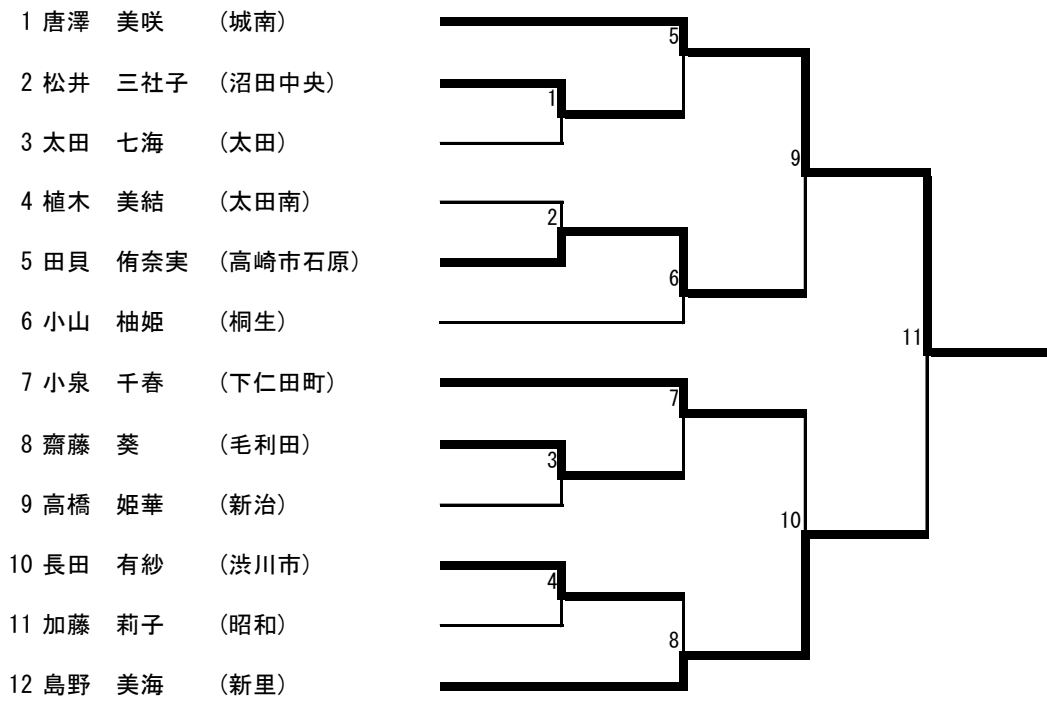 1 唐澤 美咲 (城南)
5
2 松井 三社子 (沼田中央)
1
3 太田 七海 (太田)
9
4 植木 美結 (太田南)
2
5 田貝 侑奈実 (高崎市石原)
6
6 小山 柚姫 (桐生)
11
7 小泉 千春 (下仁田町)
7
8 齋藤 葵 (毛利田)
3
9 高橋 姫華 (新治)
10
10 長田 有紗 (渋川市)
4
11 加藤 莉子 (昭和)
8
12 島野 美海 (新里)